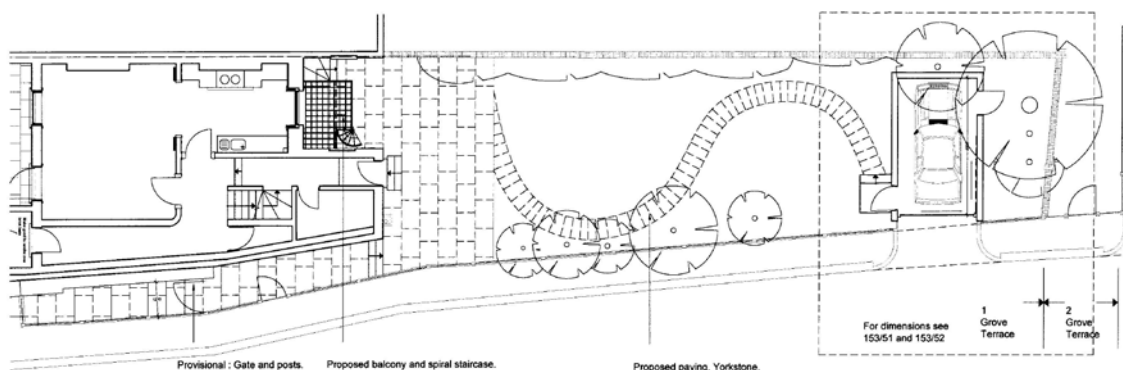 For dimensions see
153/51 and 153/52
1
Grove
Terrace
2
Grove
Terrace
Provisional : Gate and posts.
Proposed balcony and spiral staircase.
Proposed paving, Yorkstone.